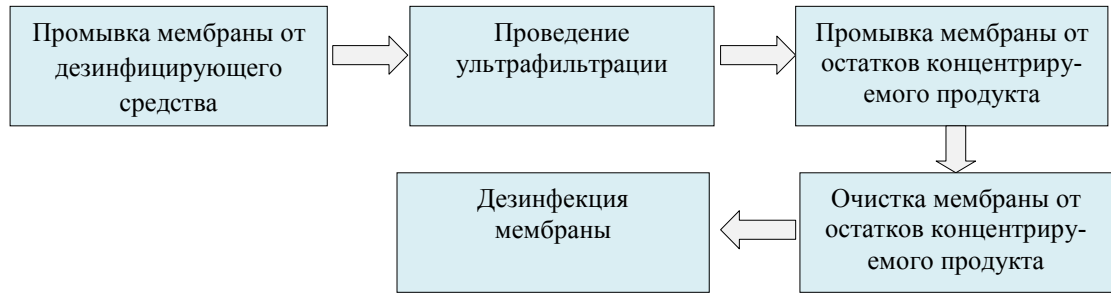 Промывка мембраны от
дезинфицирующего
средства
Проведение
ультрафильтрации
Промывка мембраны от
остатков концентриру-
емого продукта
Очистка мембраны от
остатков концентриру-
емого продукта
Дезинфекция
мембраны